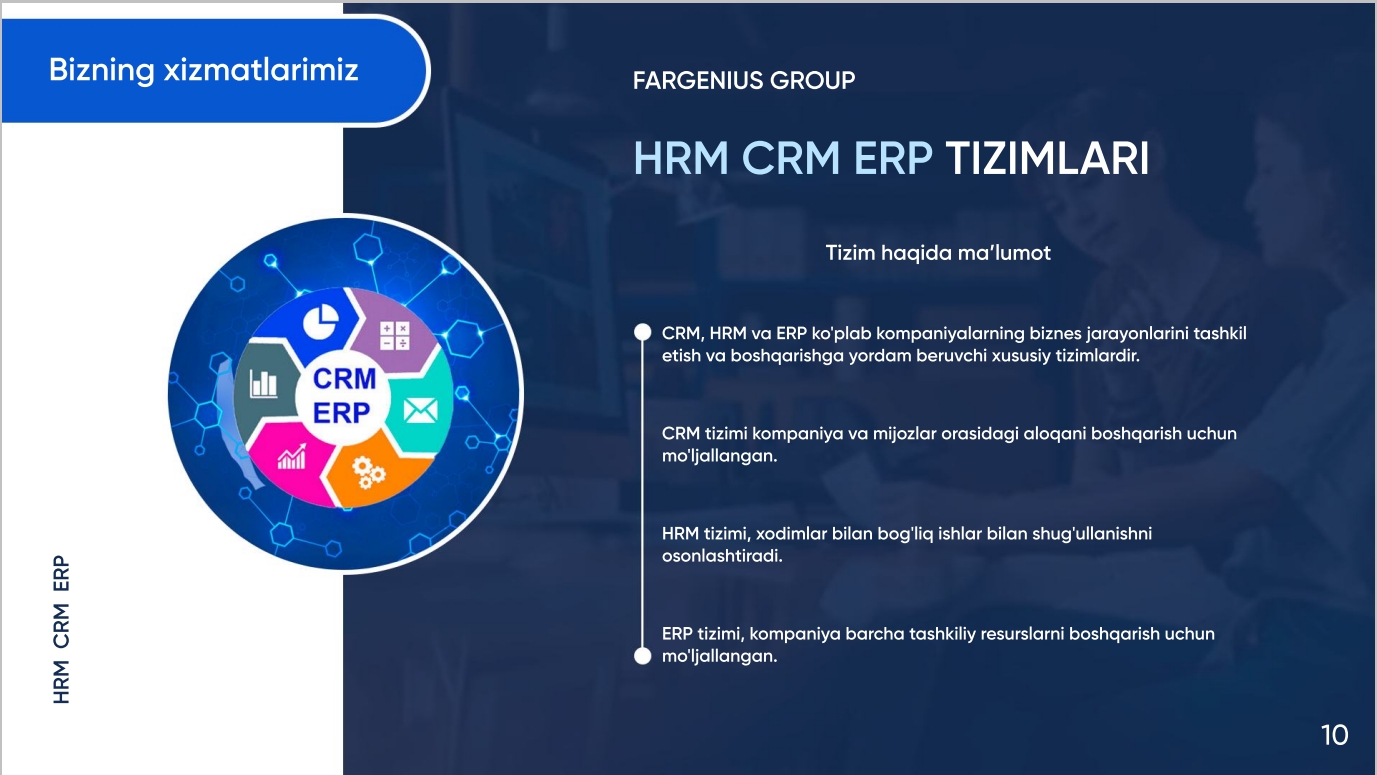 Bizning xizmatlarimiz
FARGENIUS GROUP
HRM CRM ERP TIZIMLARI
Tizim haqida ma’lumot
CRM, HRM va ERP ko'plab kompaniyalarning biznes jarayonlarini tashkil
etish va boshqarishga yordam beruvchi xususiy tizimlardir.
CRM tizimi kompaniya va mijozlar orasidagi aloqani boshqarish uchun
mo'ljallangan.
HRM tizimi, xodimlar bilan bog'liq ishlar bilan shug'ullanishni
osonlashtiradi.
ERP tizimi, kompaniya barcha tashkiliy resurslarni boshqarish uchun
mo'ljallangan.
CRM
ERP
HRM CRM ERP
10